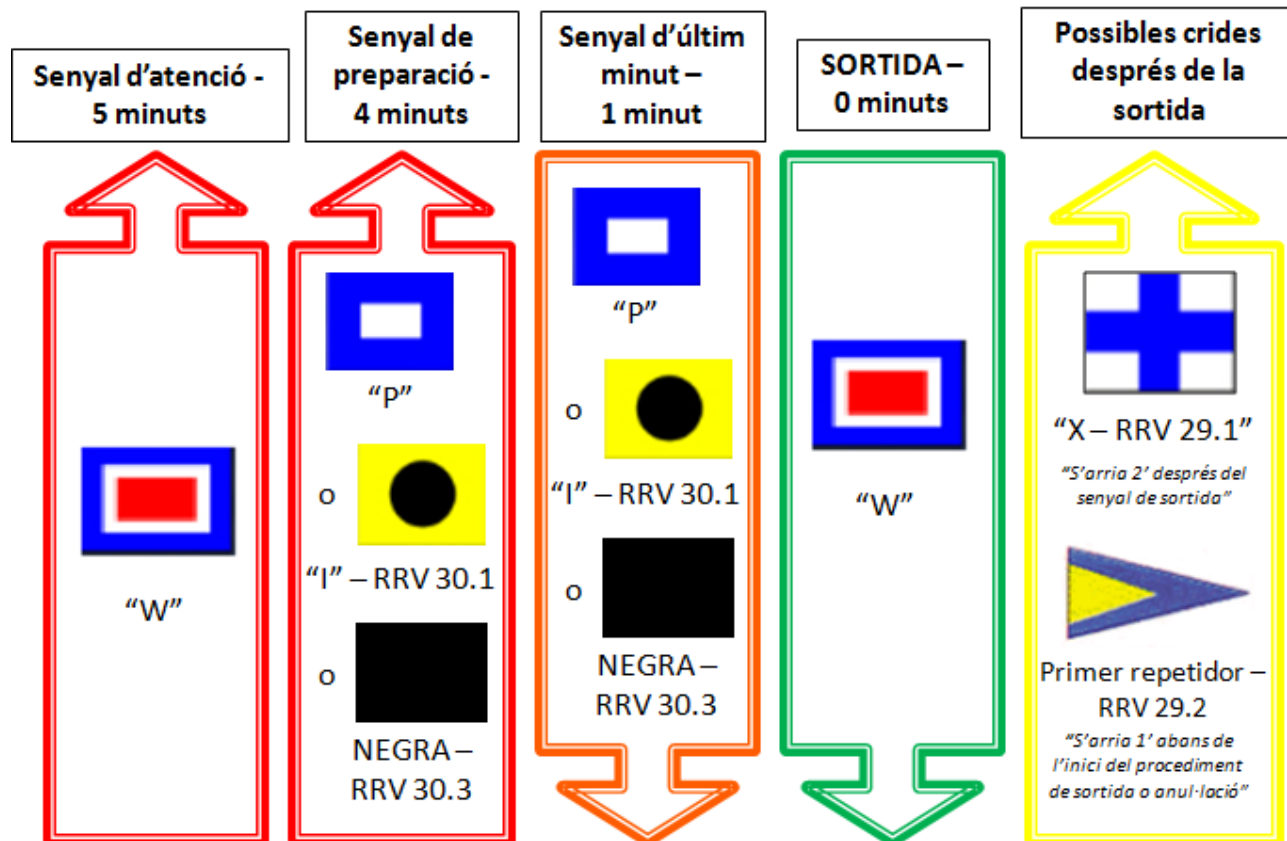 Senyal d'atenció -
5 minuts
Senyal de
preparació -
4 minuts
Senyal d'últim
minut –
1 minut
SORTIDA –
0 minuts
Possibles crides
després de la
sortida
"W"
"P"
o
"I" – RRV 30.1
o
NEGRA –
RRV 30.3
"P"
o
"I" – RRV 30.1
o
NEGRA –
RRV 30.3
"W"
"X – RRV 29.1"
"S'arria 2' després del
senyal de sortida"
Primer repetidor –
RRV 29.2
"S'arria 1' abans de
l'inici del procediment
de sortida o anul·lació"